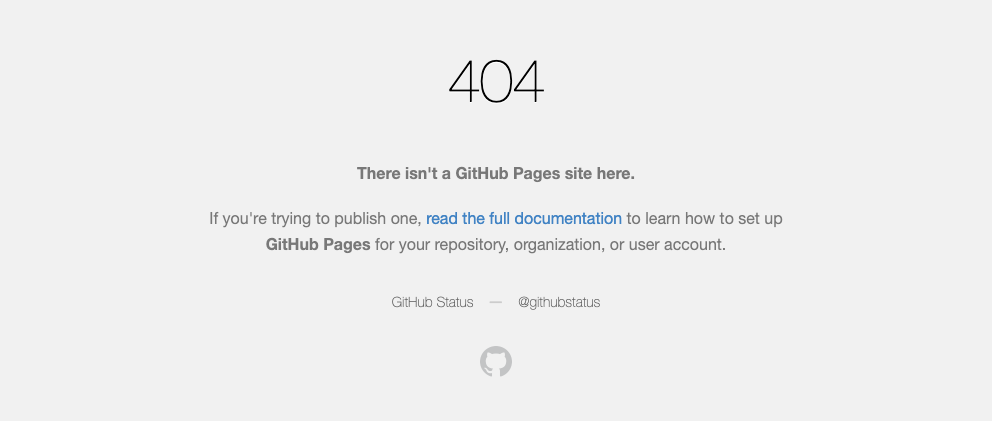 404
There isn't a GitHub Pages site here.
If you're trying to publish one, read the full documentation to learn how to set up
GitHub Pages for your repository, organization, or user account.
GitHub Status — @githubstatus